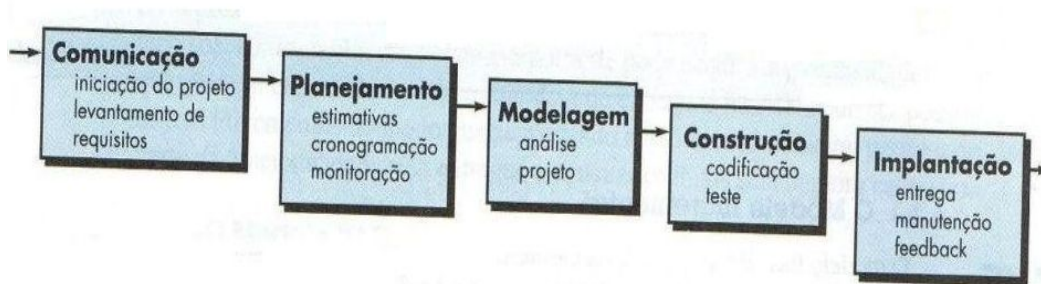 Comunicação
iniciação do projeto
levantamento de
requisitos
Planejamento
estimativas
cronogramação
monitoração
Modelagem
análise
projeto
Construção
codificação
teste
Implantação
entrega
manutenção
feedback